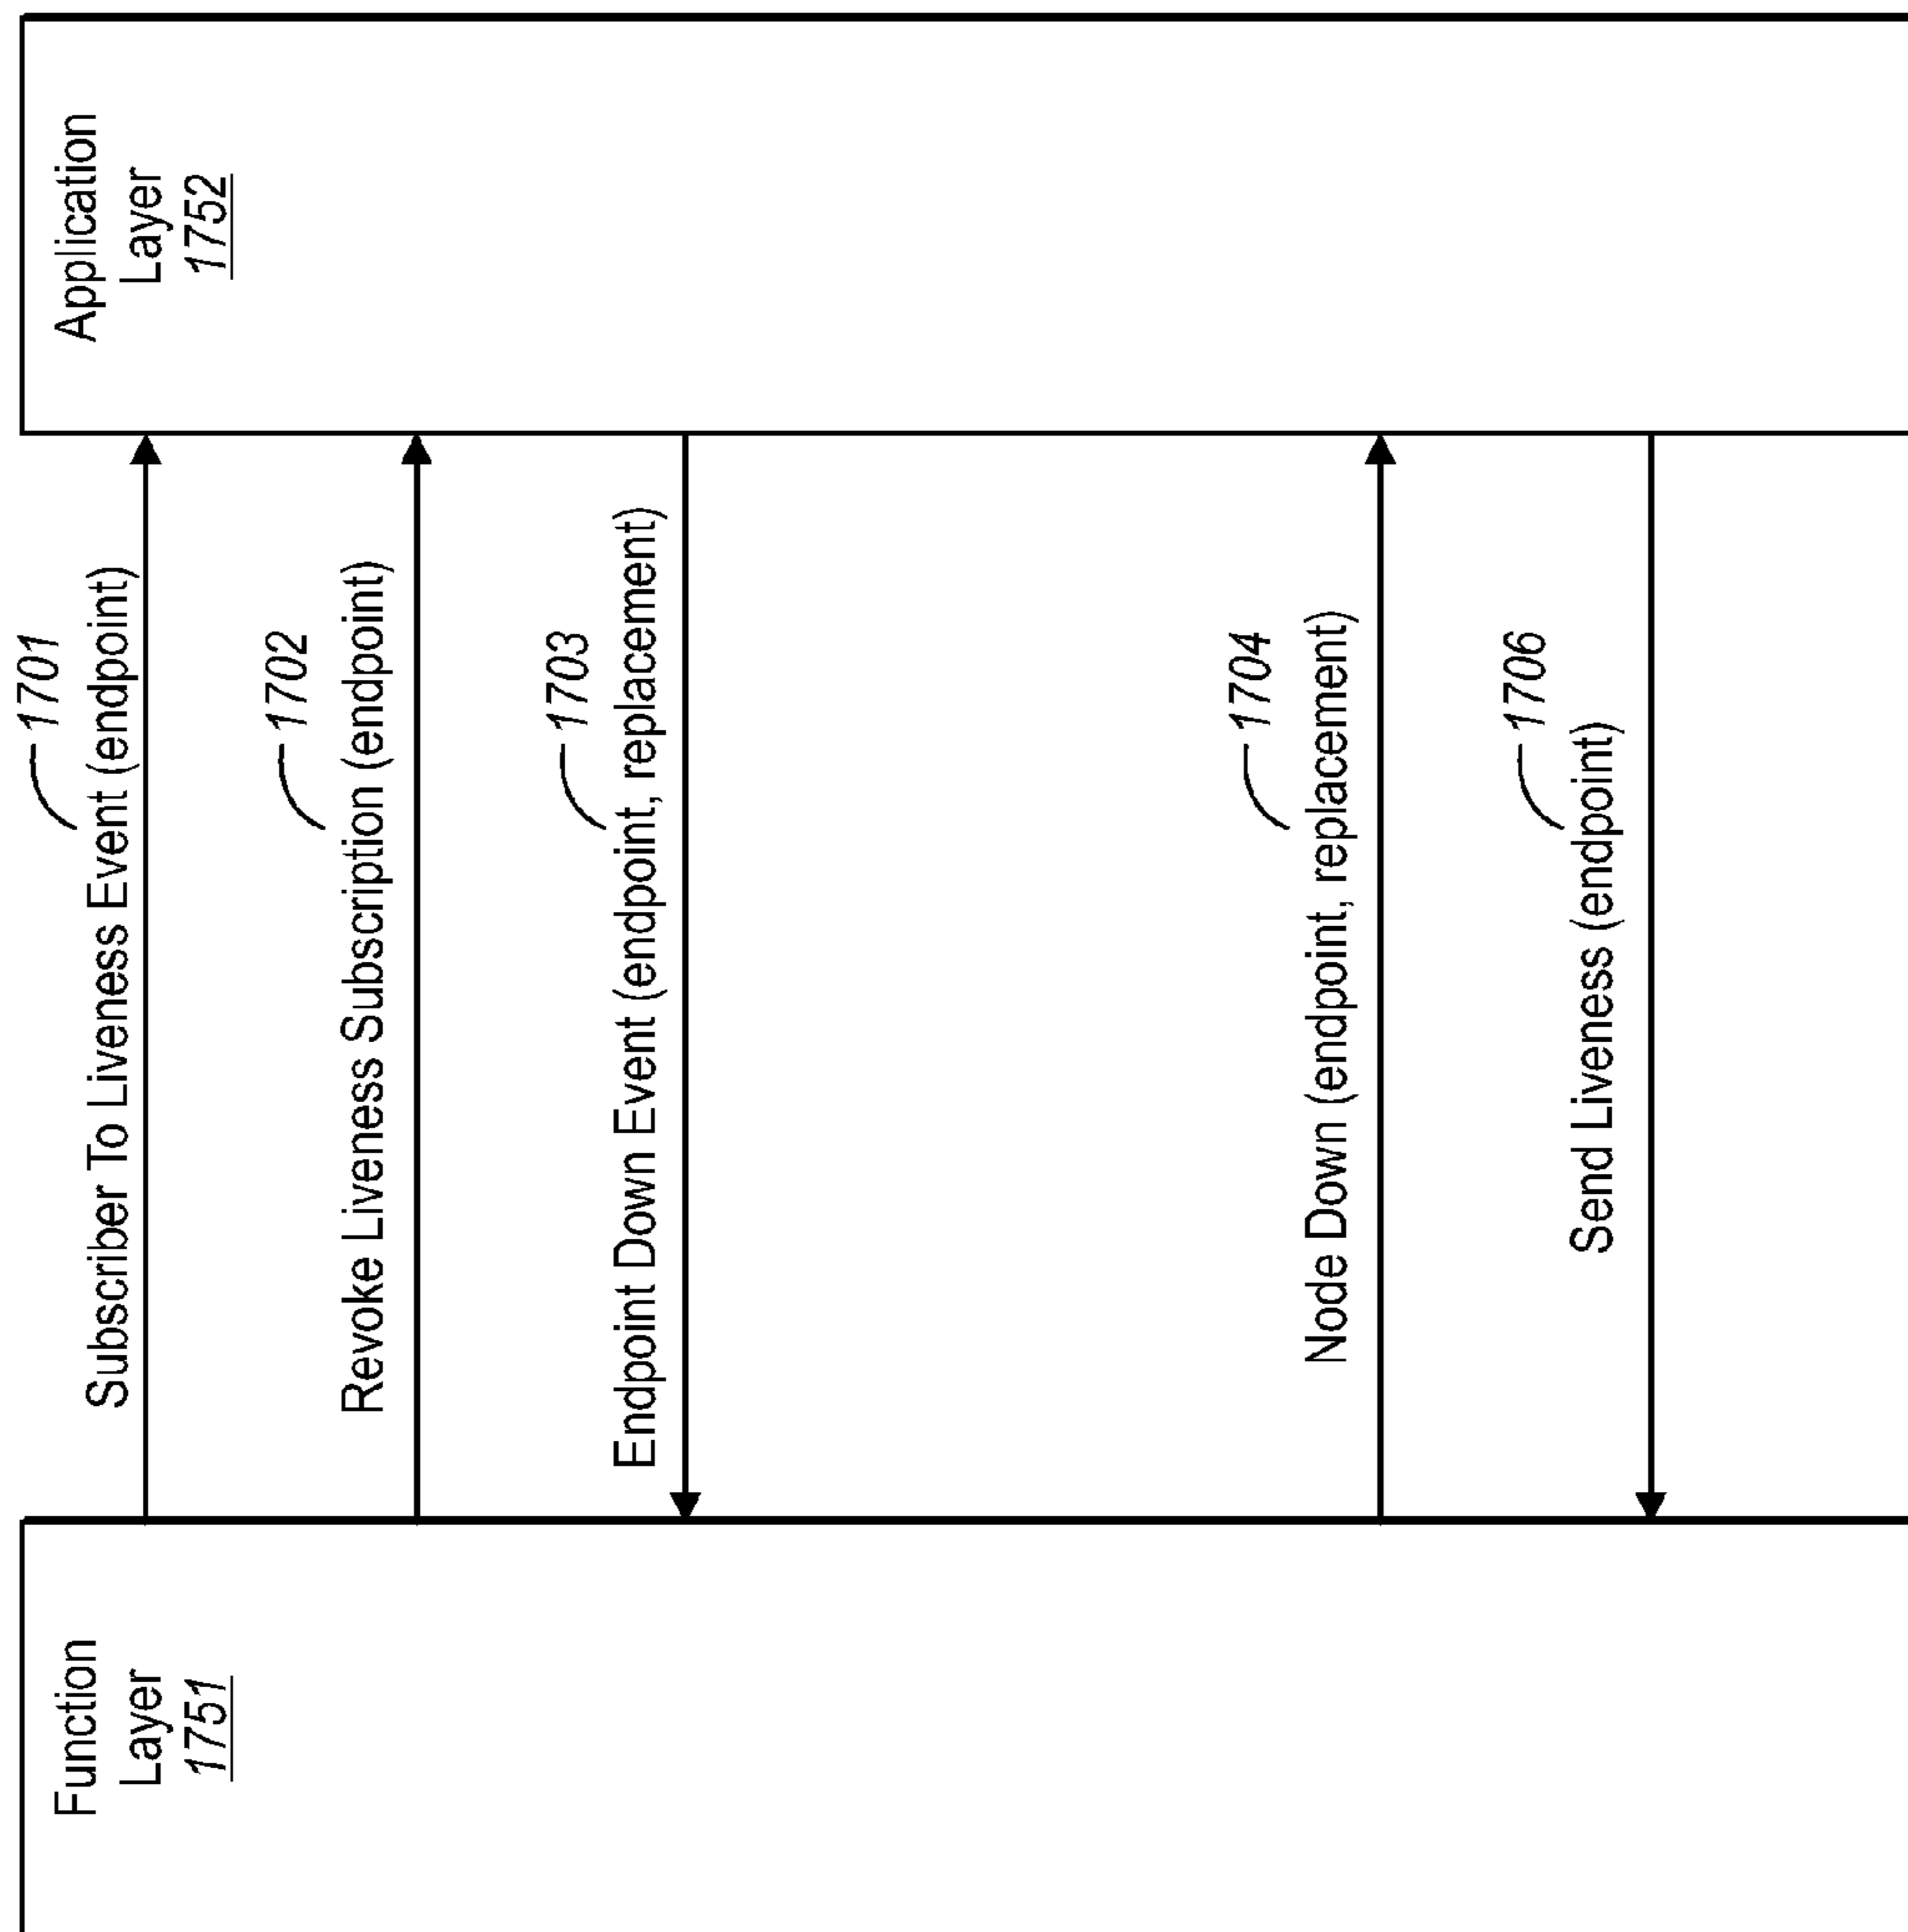 Function
Layer
1751
Application
Layer
1752
1701
Subscriber To Liveness Event (endpoint)
1702
Revoke Liveness Subscription (endpoint)
1703
Endpoint Down Event (endpoint, replacement)
1704
Node Down (endpoint, replacement)
1706
Send Liveness (endpoint)